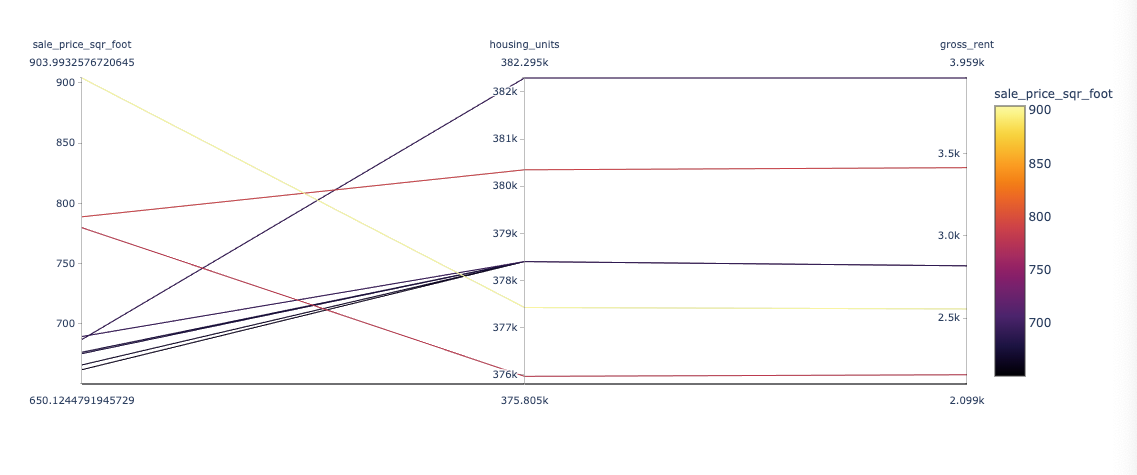 sale_price_sqr_foot
903.9932576720645
900
850
800
750
700
650.1244791945729
housing_units
382.295k
382k
381k
380k
379k
378k
377k
376k
375.805k
gross_rent
3.959k
3.5k
3.0k
2.5k
2.099k
sale_price_sqr_foot
900
850
800
750
700